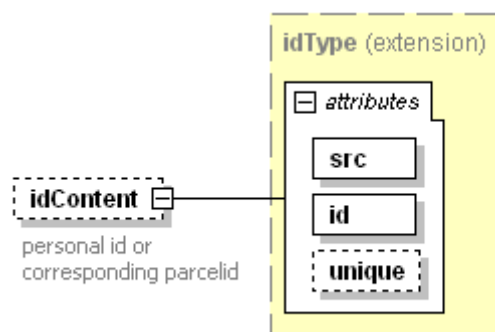 idType (extension)
attributes
src
idContent
id
personal id or
corresponding parcelid
unique